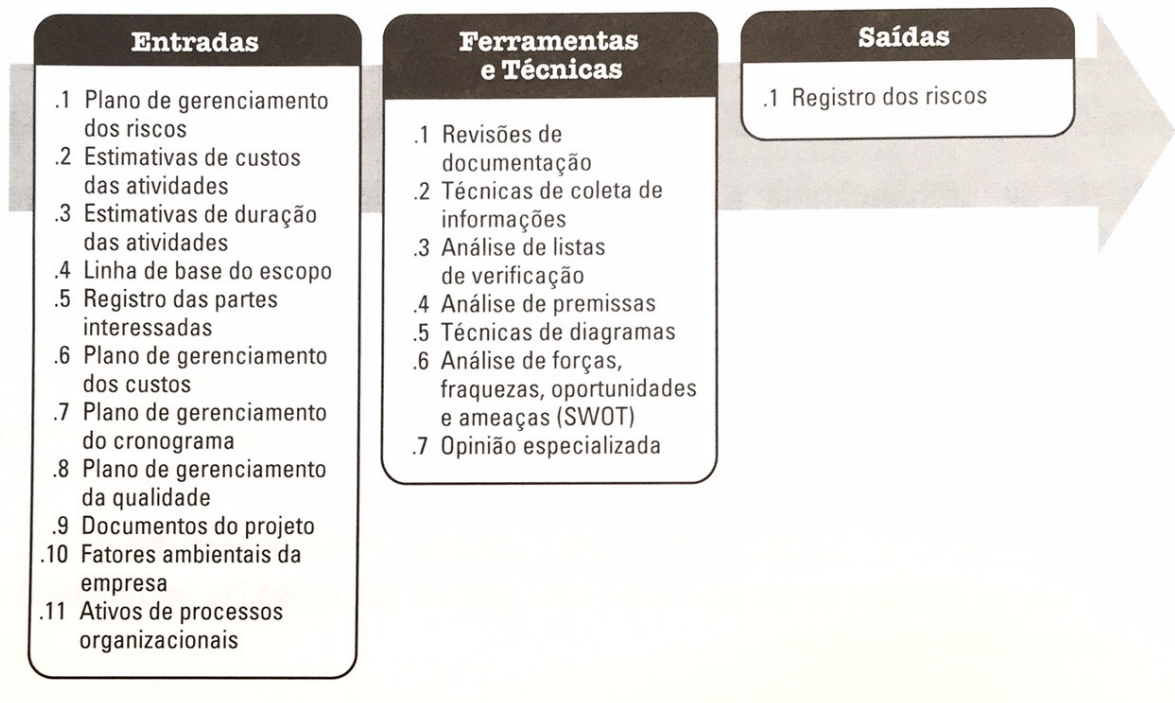 Entradas
.1 Plano de gerenciamento
dos riscos
.2 Estimativas de custos
das atividades
.3 Estimativas de duração
das atividades
.4 Linha de base do escopo
.5 Registro das partes
interessadas
.6 Plano de gerenciamento
dos custos
.7 Plano de gerenciamento
do cronograma
.8 Plano de gerenciamento
da qualidade
.9 Documentos do projeto
.10 Fatores ambientais da
empresa
.11 Ativos de processos
organizacionais
Ferramentas
e Técnicas
.1 Revisões de
documentação
.2 Técnicas de coleta de
informações
.3 Análise de listas
de verificação
.4 Análise de premissas
.5 Técnicas de diagramas
.6 Análise de forças,
fraquezas, oportunidades
e ameaças (SWOT)
.7 Opinião especializada
Saídas
.1 Registro dos riscos